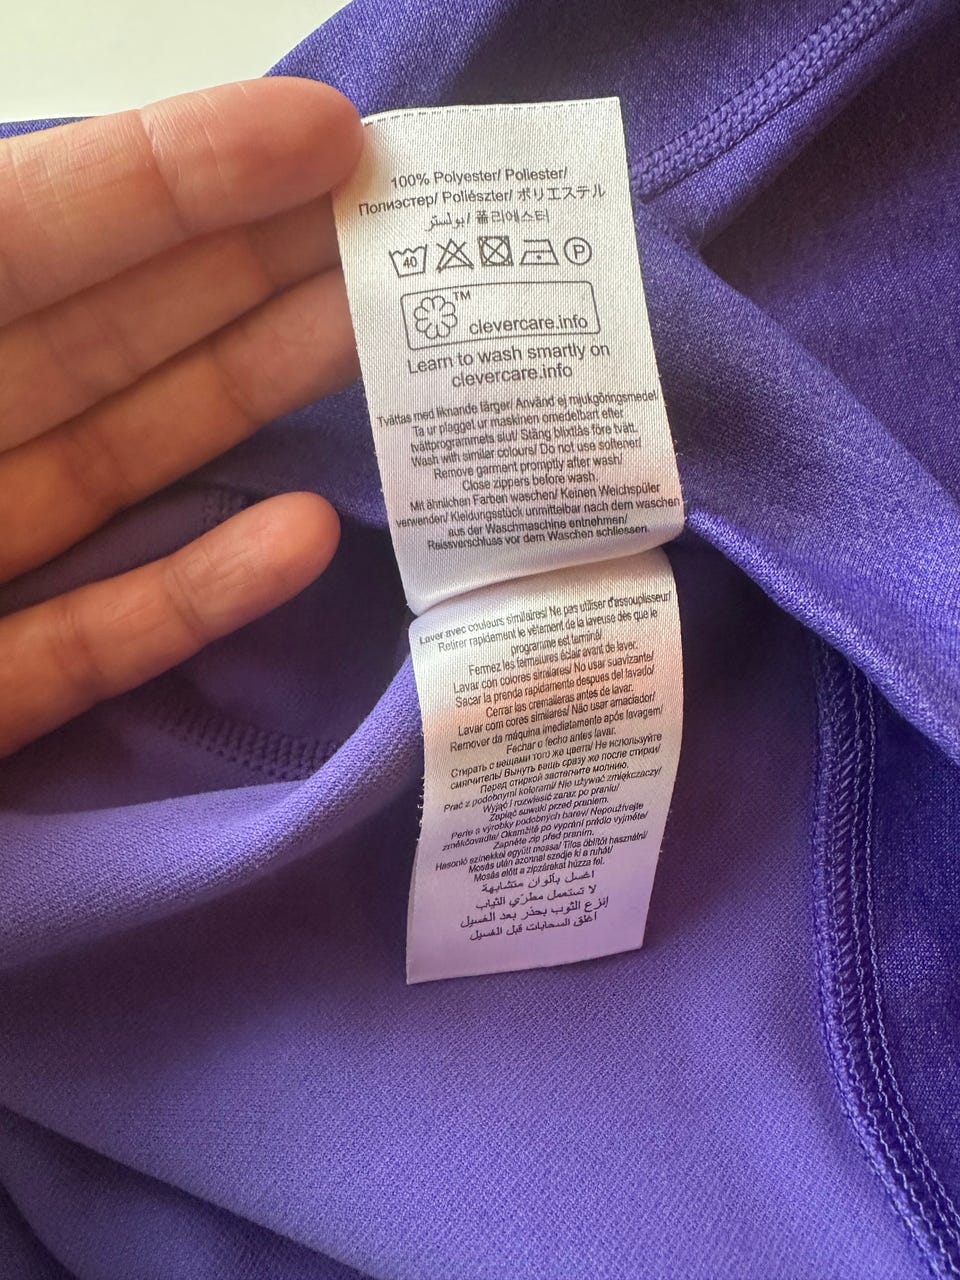 100% Polyester/ Poliester/
Полиэстер/ Poliészter/ ポリエステル
بولستر/ 폴리에스터
40 P
TM
clevercare.info
Learn to wash smartly on
clevercare.info
Tvättas med liknande färger/ Använd ej mjukgöringsmedel/
Ta ur plagget ur maskinen omedelbart efter
tvättprogrammets slut/ Stäng blixtlås före tvätt.
Wash with similar colours/ Do not use softener/
Remove garment promptly after wash/
Close zippers before wash.
Mit ähnlichen Farben waschen/ Keinen Weichspüler
verwenden/ Kleidungsstück unmittelbar nach dem waschen
aus der Waschmaschine entnehmen/
Reissverschluss vor dem Waschen schliessen.
Laver avec couleurs similaires/ Ne pas utiliser d'assouplisseur/
Retirer rapidement le vêtement de la laveuse dès que le
programme est terminé/
Fermez les fermetures éclair avant de laver.
Lavar con colores similares/ No usar suavizante/
Sacar la prenda rapidamente despues del lavado/
Cerrar las cremalleras antes de lavar.
Lavar com cores similares/ Não usar amaciador/
Remover da máquina imediatamente após lavagem/
Fechar o fecho antes lavar.
Стирать с вещами того же цвета/ Не используйте
смягчитель/ Вынуть вещь сразу же после стирки/
Перед стиркой застегните молнию.
Prać z podobnymi kolorami/ Nie używać zmiękczaczy/
Wyjąć i rozwiesić zaraz po praniu/
Zapiąć suwaki przed praniem.
Perte s výrobky podobných barev/ Nepoužívejte
změkčovadla/ Okamžitě po vyprání prádlo vyjměte/
Zapněte zip před praním.
Hasonló színekkel együtt mossa/ Tilos öblítőt használni/
Mosás után azonnal szedje ki a ruhát/
Mosás előtt a zipzárakat húzza fel.
اغسل بألوان متشابهة
لا تستعمل مطرّي الثياب
إنزع الثوب بحذر بعد الغسيل
أغلق السحابات قبل الغسيل